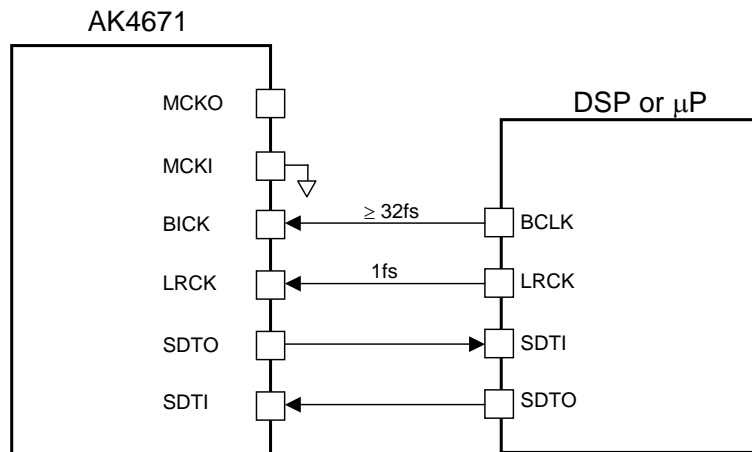 AK4671
DSP or μP
MCKO
MCKI
BICK
≥ 32fs
BCLK
LRCK
1fs
LRCK
SDTO
SDTI
SDTI
SDTO